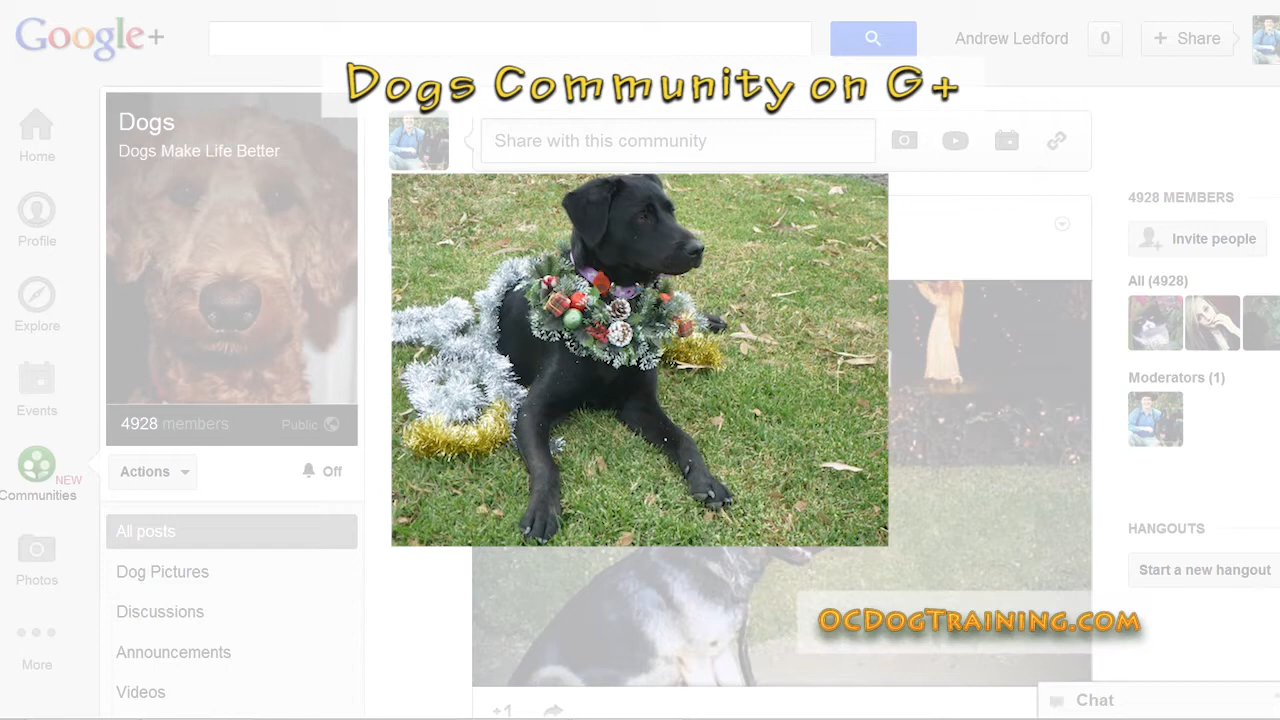 Google+
Andrew Ledford
0
+ Share
Dogs Community on G+
Home
Profile
Explore
Events
NEW
Communities
Photos
More
Dogs
Dogs Make Life Better
4928 members
Public
Actions
Off
All posts
Dog Pictures
Discussions
Announcements
Videos
Share with this community
4928 MEMBERS
Invite people
All (4928)
Moderators (1)
HANGOUTS
Start a new hangout
OCDogTraining.com
+1
Chat